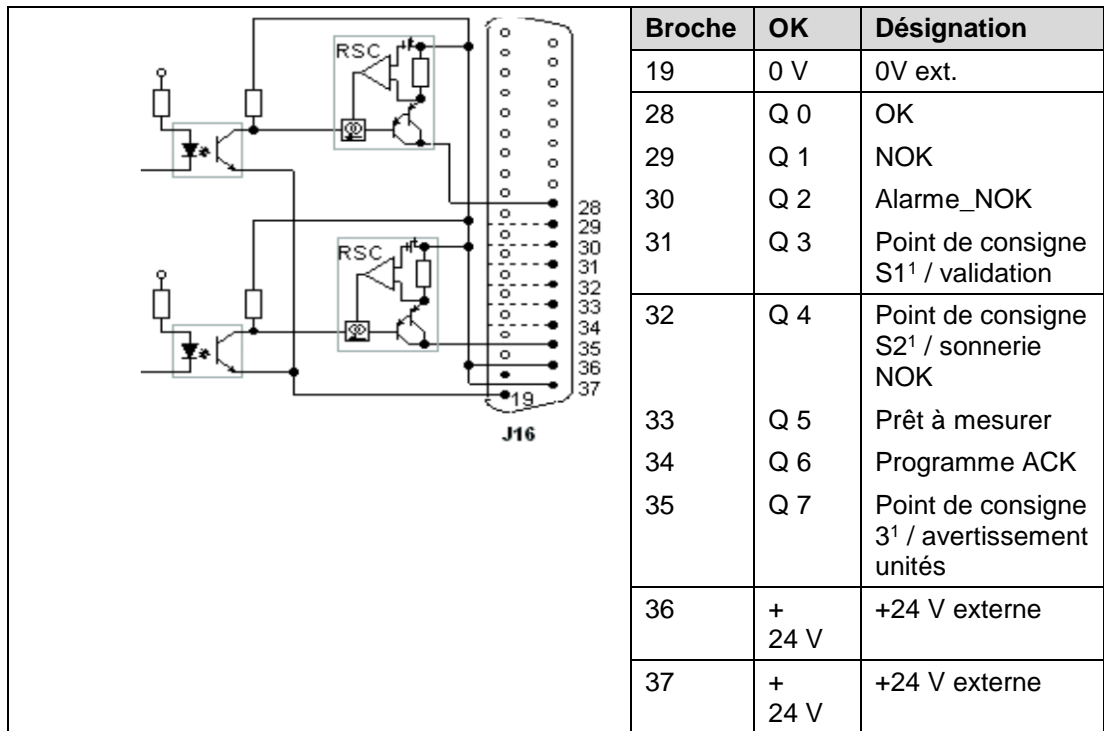 RSC
RSC
28
29
30
31
32
33
34
35
36
37
19
J16
Broche OK Désignation
19 0 V 0V ext.
28 Q 0 OK
29 Q 1 NOK
30 Q 2 Alarme_NOK
31 Q 3 Point de consigne
S1¹ / validation
32 Q 4 Point de consigne
S2¹ / sonnerie
NOK
33 Q 5 Prêt à mesurer
34 Q 6 Programme ACK
35 Q 7 Point de consigne
3¹ / avertissement
unités
36 + +24 V externe
24 V
37 + +24 V externe
24 V